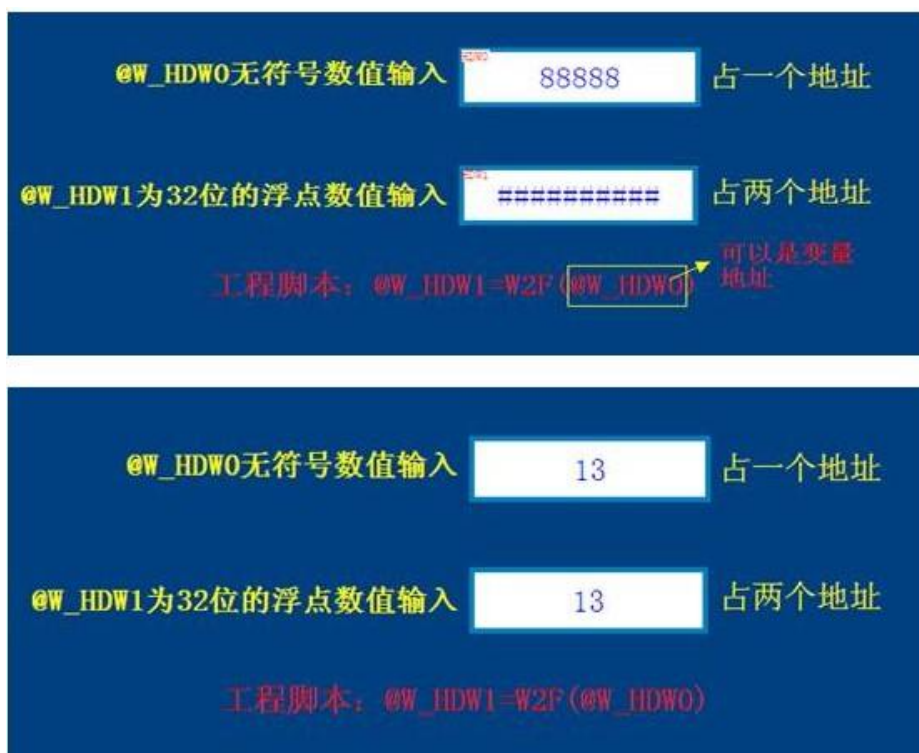 @W_HDW0无符号数值输入 HDW0 88888 占一个地址
@W_HDW1为32位的浮点数值输入 HDW1 ########## 占两个地址
可以是变量
工程脚本：@W_HDW1=W2F(@W_HDW0) 地址
@W_HDW0无符号数值输入 13 占一个地址
@W_HDW1为32位的浮点数值输入 13 占两个地址
工程脚本：@W_HDW1=W2F(@W_HDW0)